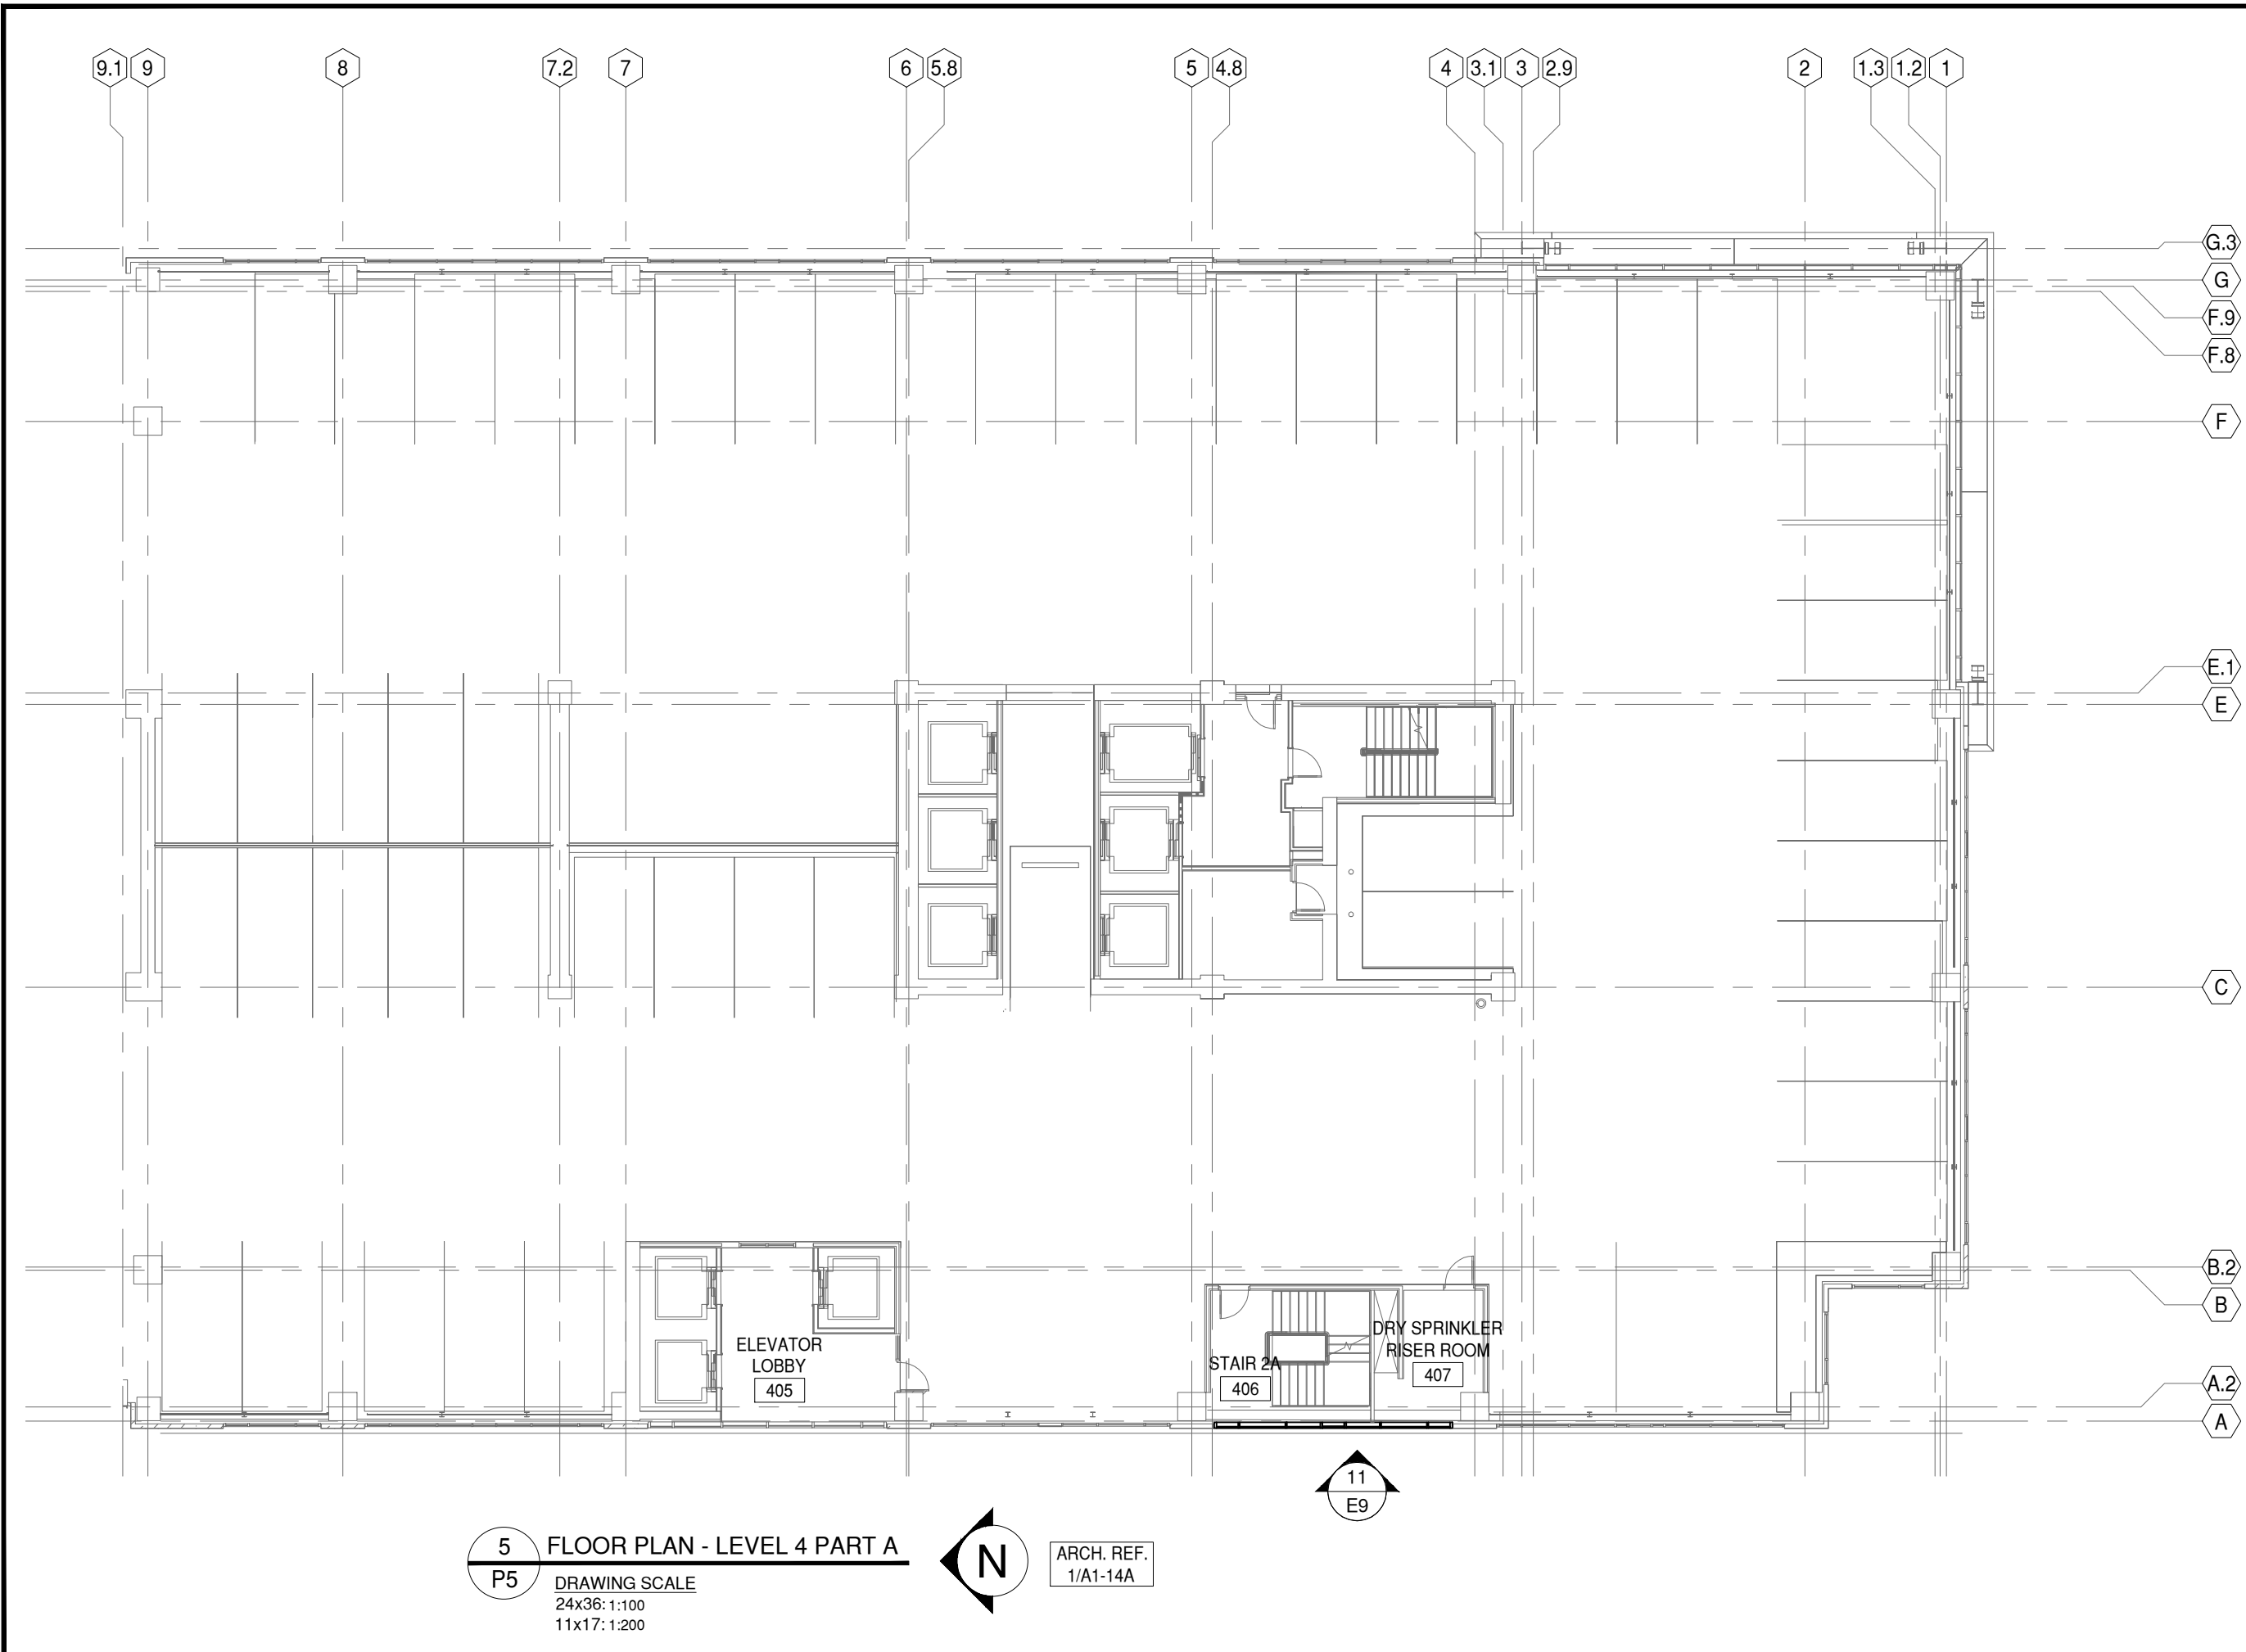 9.1 9 8 7.2 7 6 5.8 5 4.8 4 3.1 3 2.9 2 1.3 1.2 1
G.3
G
F.9
F.8
F
E.1
E
C
B.2
B
A.2
A
ELEVATOR
LOBBY
405
STAIR 2A
406
DRY SPRINKLER
RISER ROOM
407
11
E9
5
P5
FLOOR PLAN - LEVEL 4 PART A
DRAWING SCALE
24x36: 1:100
11x17: 1:200
N
ARCH. REF.
1/A1-14A